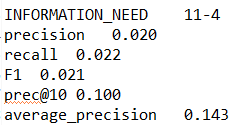 INFORMATION_NEED 11-4
precision 0.020
recall 0.022
F1 0.021
prec@10 0.100
average_precision 0.143